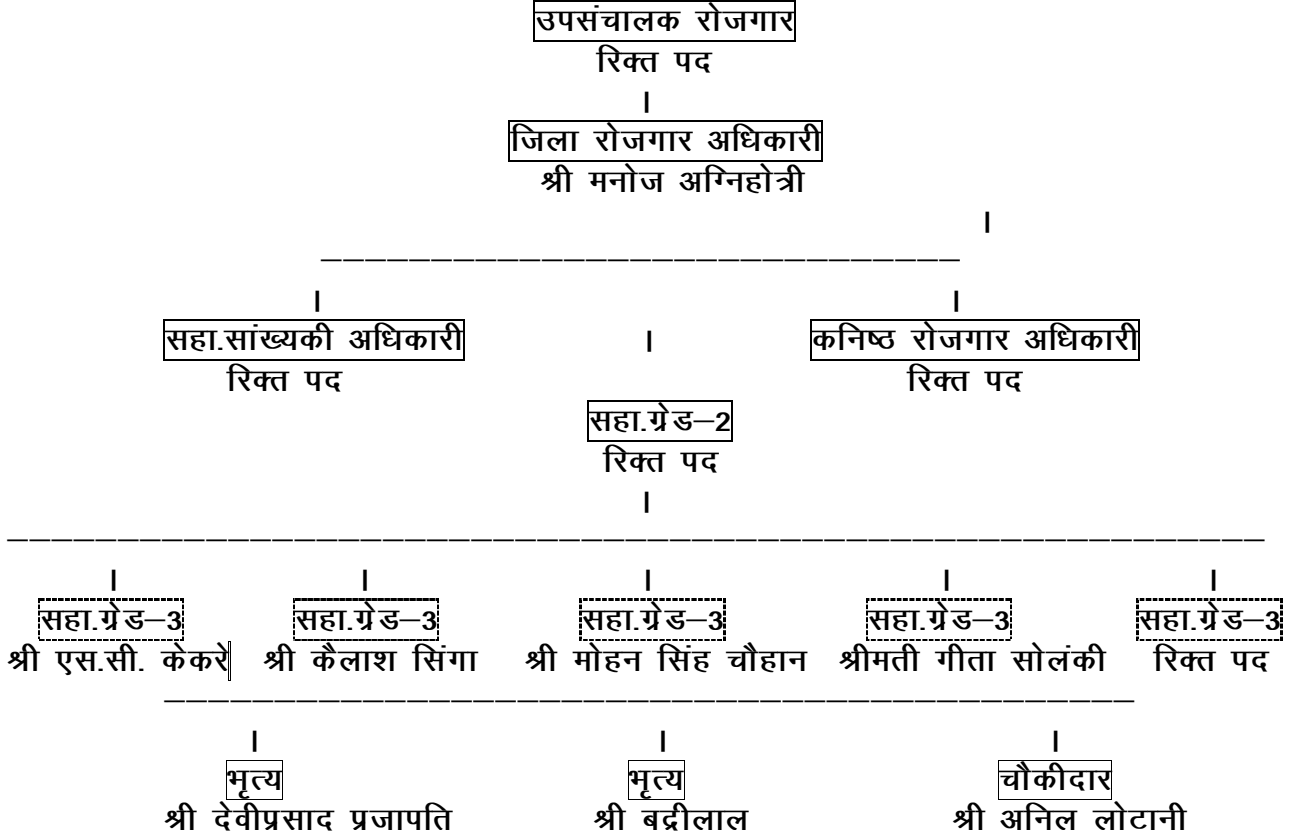 उपसंचालक रोजगार
रिक्त पद
जिला रोजगार अधिकारी
श्री मनोज अग्निहोत्री
सहा.सांख्यकी अधिकारी कनिष्ठ रोजगार अधिकारी
रिक्त पद रिक्त पद
सहा.ग्रेड–2
रिक्त पद
सहा.ग्रेड–3 सहा.ग्रेड–3 सहा.ग्रेड–3 सहा.ग्रेड–3 सहा.ग्रेड–3
श्री एस.सी. केकरे श्री कैलाश सिंगा श्री मोहन सिंह चौहान श्रीमती गीता सोलंकी रिक्त पद
भृत्य भृत्य चौकीदार
श्री देवीप्रसाद प्रजापति श्री बद्रीलाल श्री अनिल लोटानी